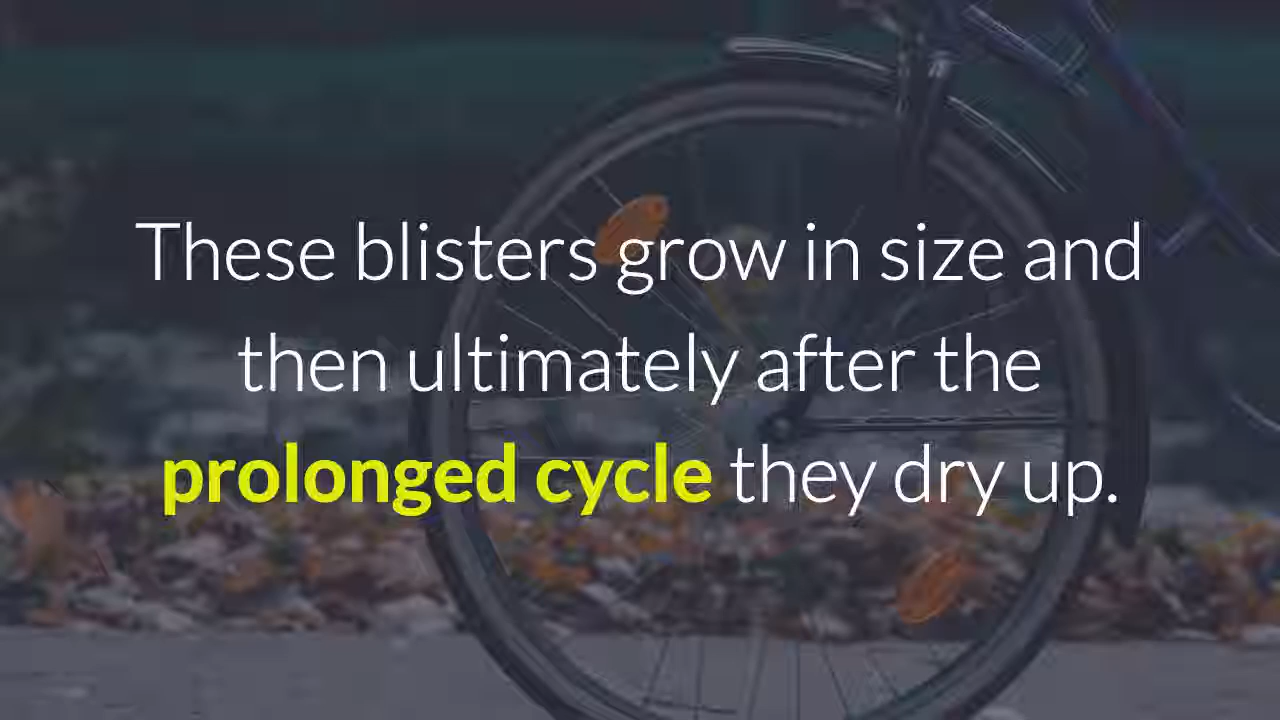 These blisters grow in size and
then ultimately after the
prolonged cycle they dry up.